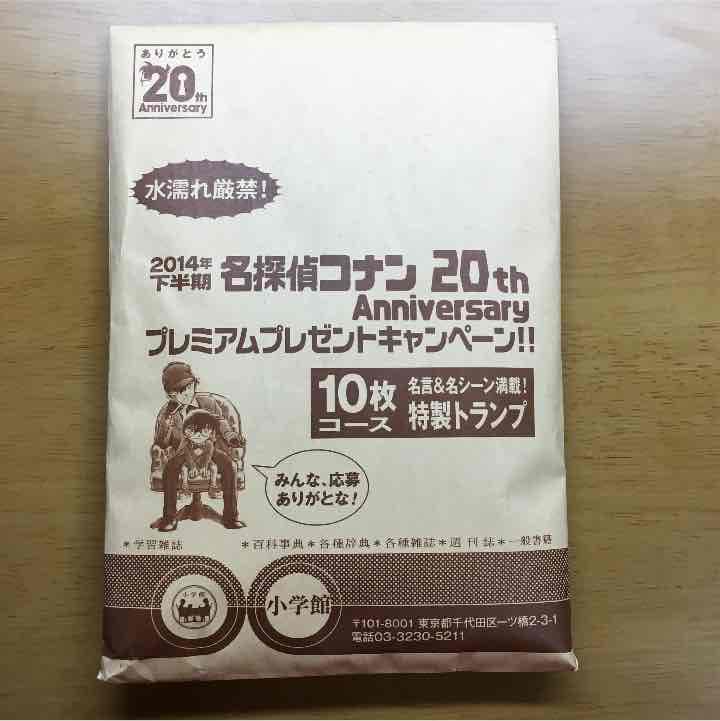 ありがとう
20th
Anniversary
水濡れ厳禁!
2014年
下半期
名探偵コナン 20th
Anniversary
プレミアムプレゼントキャンペーン!!
10枚
コース
名言&名シーン満載!
特製トランプ
みんな、応募
ありがとな!
*学習雑誌 *百科事典*各種辞典*各種雑誌*週刊誌*一般書籍
小学館
小学館
〒101-8001 東京都千代田区一ツ橋2-3-1
電話03-3230-5211